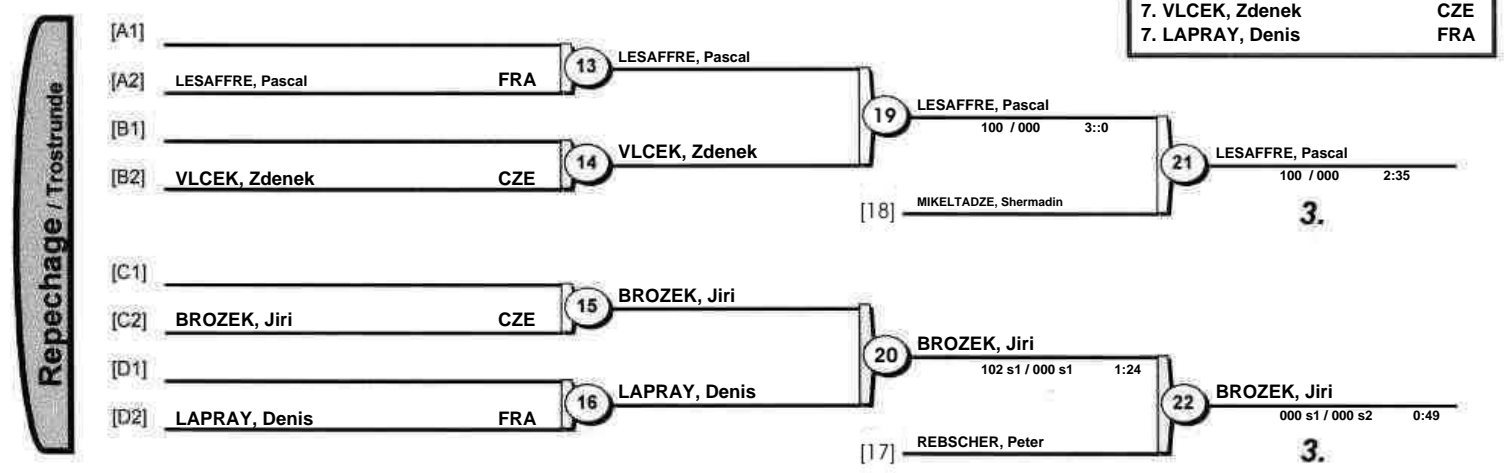 7. VLCEK, Zdenek CZE
7. LAPRAY, Denis FRA
Repechage / Trostrunde
[A1]
[A2] LESAFFRE, Pascal FRA
13 LESAFFRE, Pascal
[B1]
[B2] VLCEK, Zdenek CZE
14 VLCEK, Zdenek
19 LESAFFRE, Pascal
100 / 000 3::0
[18] MIKELTADZE, Shermadin
21 LESAFFRE, Pascal
100 / 000 2:35
3.
[C1]
[C2] BROZEK, Jiri CZE
15 BROZEK, Jiri
[D1]
[D2] LAPRAY, Denis FRA
16 LAPRAY, Denis
20 BROZEK, Jiri
102 s1 / 000 s1 1:24
[17] REBSCHER, Peter
22 BROZEK, Jiri
000 s1 / 000 s2 0:49
3.